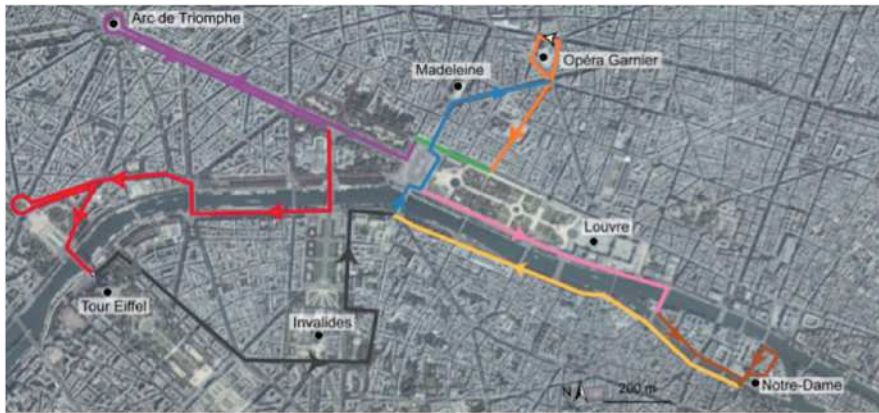 Arc de Triomphe
Opéra Garnier
Madeleine
Louvre
Tour Eiffel
Invalides
N 200 m
Notre-Dame